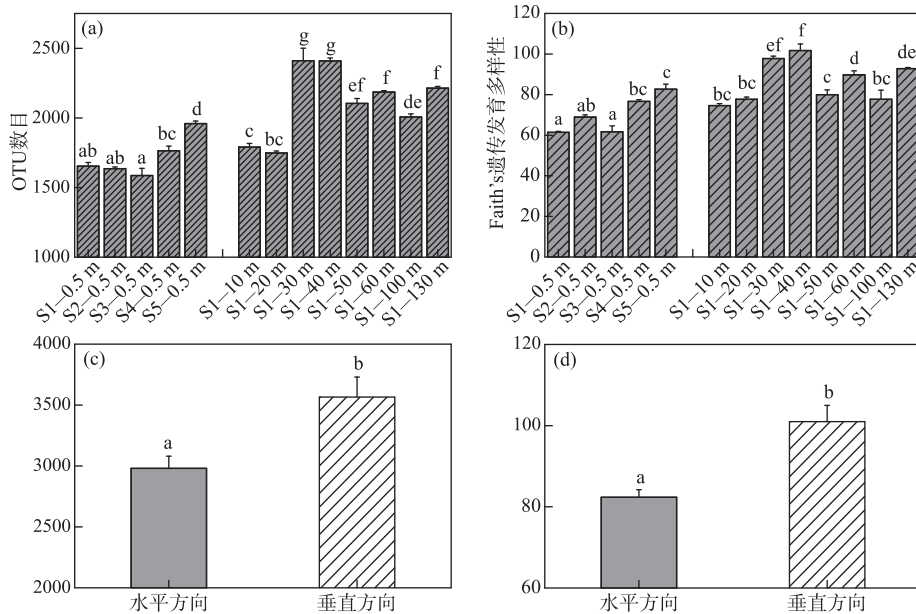 (a)
OTU数目
2500
2000
1500
1000
ab ab a bc d c bc g g ef f de f
S1−0.5 m S2−0.5 m S3−0.5 m S4−0.5 m S5−0.5 m S1−10 m S1−20 m S1−30 m S1−40 m S1−50 m S1−60 m S1−100 m S1−130 m
(b)
Faith's遗传发育多样性
120
100
80
60
40
20
0
a ab a bc c bc bc ef f c d bc de
S1−0.5 m S2−0.5 m S3−0.5 m S4−0.5 m S5−0.5 m S1−10 m S1−20 m S1−30 m S1−40 m S1−50 m S1−60 m S1−100 m S1−130 m
(c)
4000
3500
3000
2500
2000
a b
水平方向 垂直方向
(d)
120
100
80
60
a b
水平方向 垂直方向